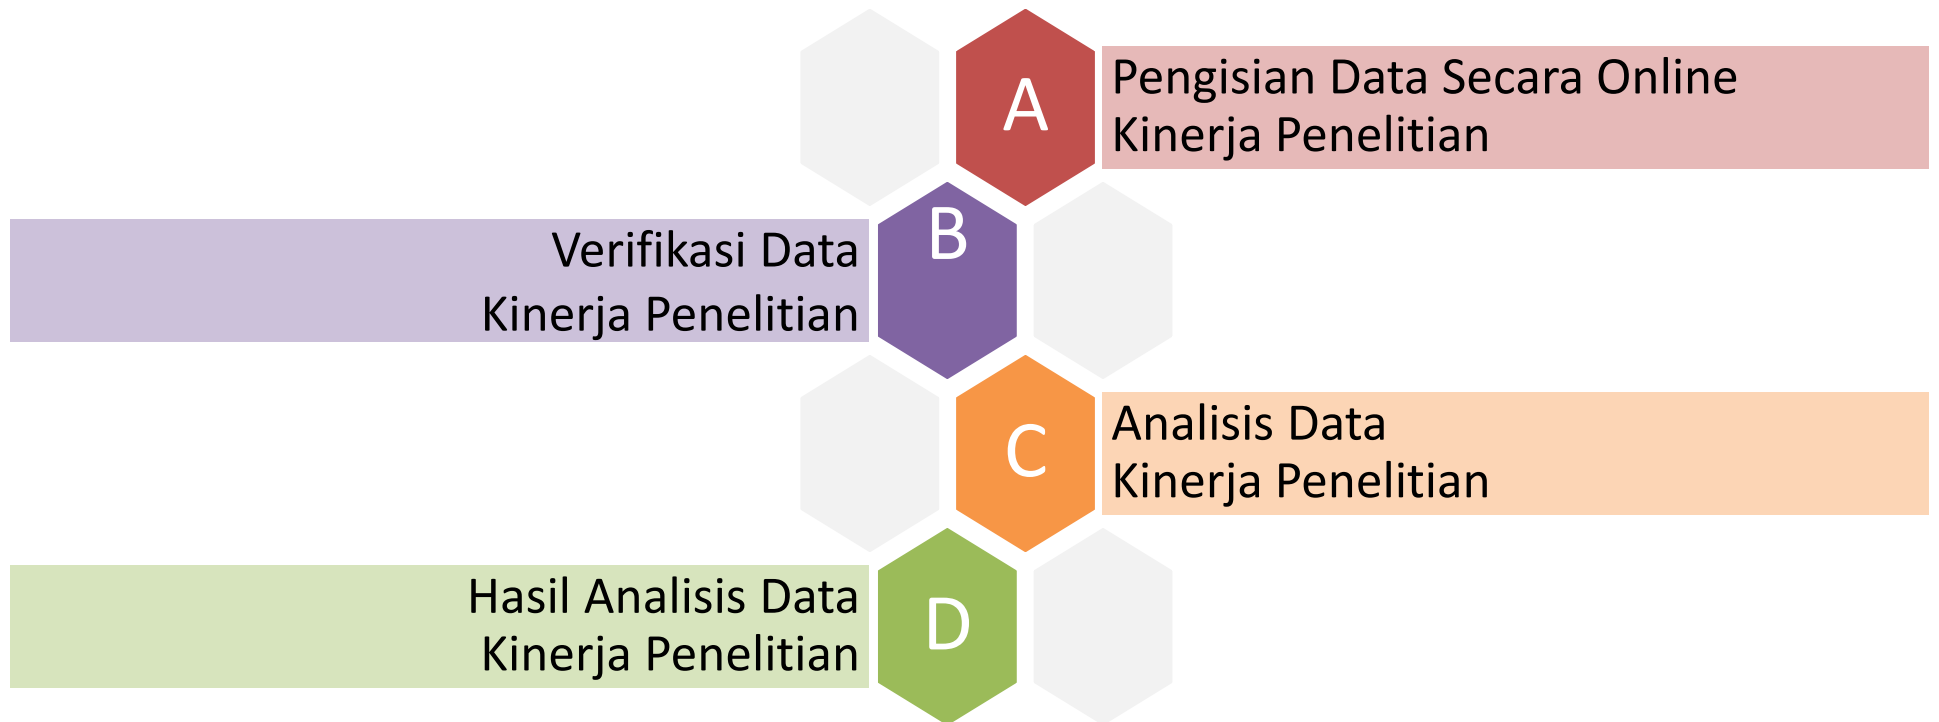 A
Pengisian Data Secara Online
Kinerja Penelitian
B
Verifikasi Data
Kinerja Penelitian
C
Analisis Data
Kinerja Penelitian
D
Hasil Analisis Data
Kinerja Penelitian